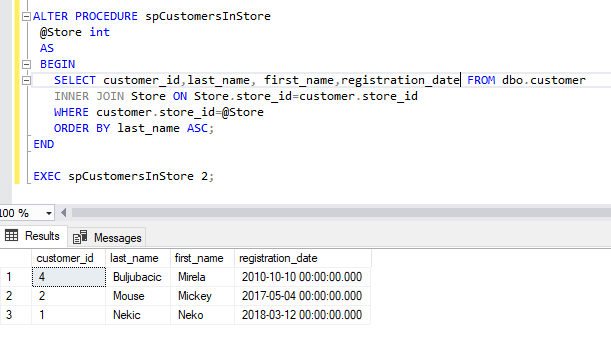 ALTER PROCEDURE spCustomersInStore
@Store int
AS
BEGIN
SELECT customer_id,last_name, first_name,registration_date FROM dbo.customer
INNER JOIN Store ON Store.store_id=customer.store_id
WHERE customer.store_id=@Store
ORDER BY last_name ASC;
END
EXEC spCustomersInStore 2;
100 %
Results Messages
customer_id last_name first_name registration_date
1 4 Buljubacic Mirela 2010-10-10 00:00:00.000
2 2 Mouse Mickey 2017-05-04 00:00:00.000
3 1 Nekic Neko 2018-03-12 00:00:00.000